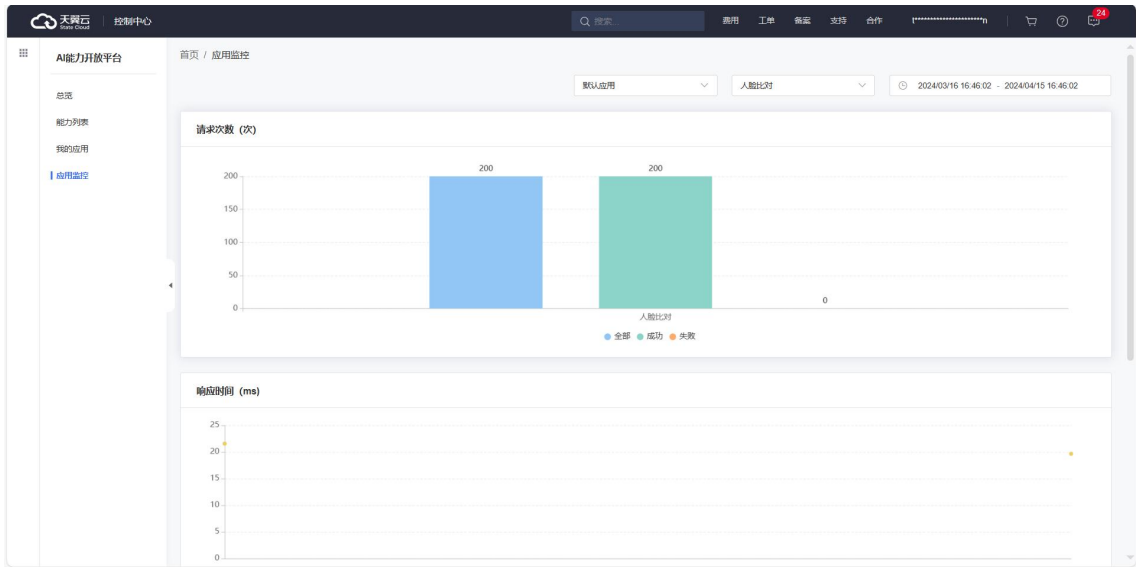 天翼云 State Cloud 控制中心 搜索... 费用 工单 备案 支持 合作 t***********************n 24
AI能力开放平台
总览
能力列表
我的应用
应用监控
首页 / 应用监控
默认应用 人脸比对 2024/03/16 16:46:02 - 2024/04/15 16:46:02
请求次数 (次)
200 200
200
150
100
50
0
0
人脸比对
全部 成功 失败
响应时间 (ms)
25
20
15
10
5
0